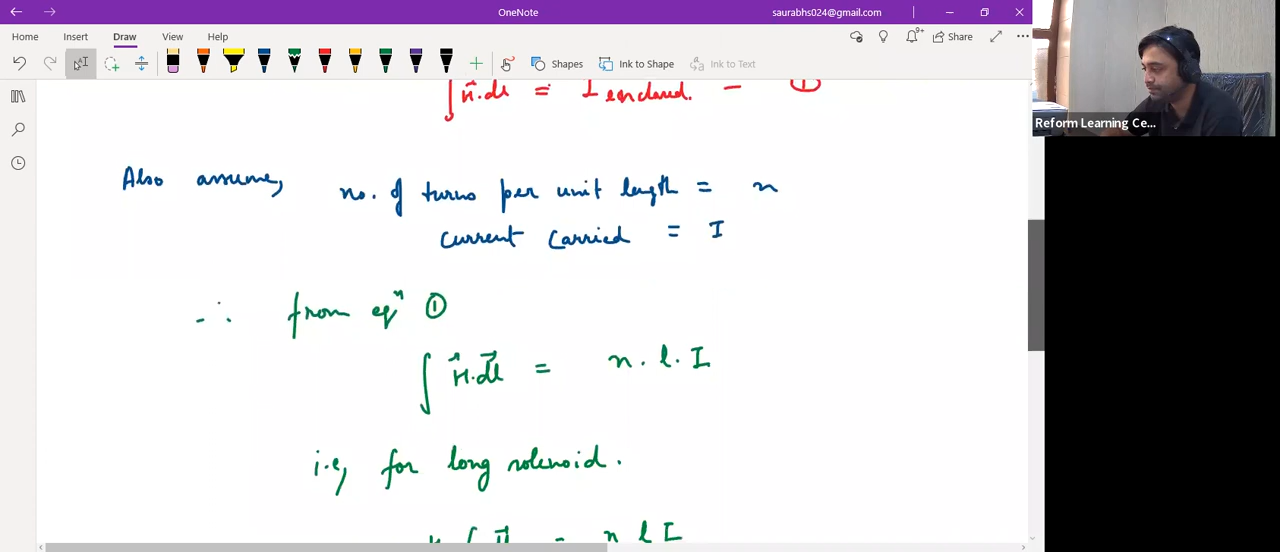 OneNote
saurabhs024@gmail.com
Home Insert Draw View Help
Share
Shapes Ink to Shape Ink to Text
Reform Learning Ce...
∫ H⃗.dl = I enclosed. - ①
Also assume, no. of turns per unit length = n
current carried = I
∴ from eqⁿ ①
∫ H⃗.dl⃗ = n . l . I
i.e, for long solenoid.
H ∫ dl⃗ = n l I